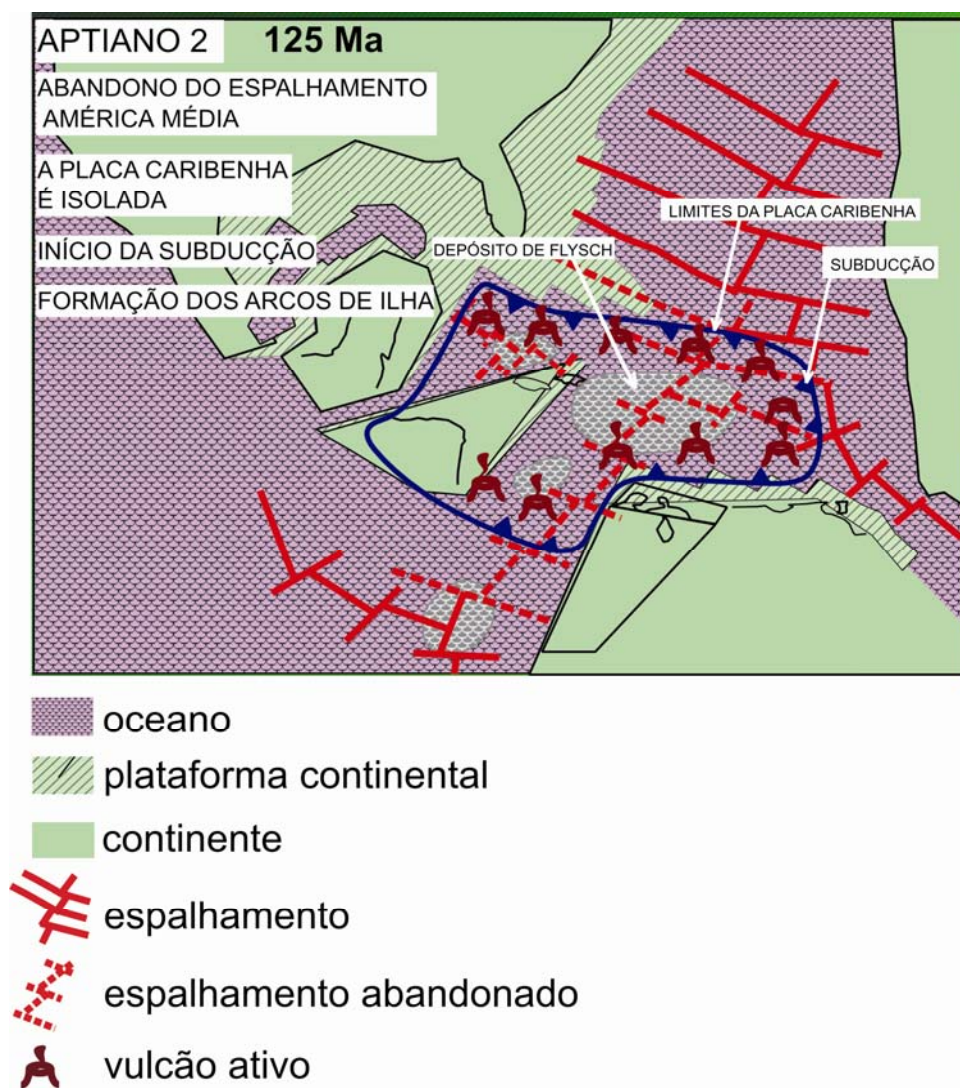 APTIANO 2 125 Ma
ABANDONO DO ESPALHAMENTO
AMÉRICA MÉDIA
A PLACA CARIBENHA
É ISOLADA
INÍCIO DA SUBDUCÇÃO
FORMAÇÃO DOS ARCOS DE ILHA
LIMITES DA PLACA CARIBENHA
DEPÓSITO DE FLYSCH
SUBDUCÇÃO
oceano
plataforma continental
continente
espalhamento
espalhamento abandonado
vulcão ativo